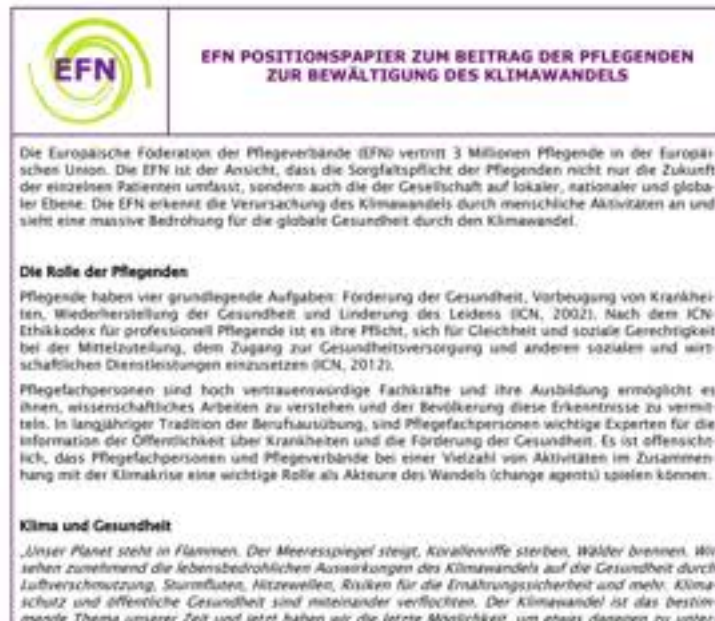 EFN
EFN POSITIONSPAPIER ZUM BEITRAG DER PFLEGENDEN
ZUR BEWÄLTIGUNG DES KLIMAWANDELS
Die Europäische Föderation der Pflegeverbände (EFN) vertritt 3 Millionen Pflegende in der Europäi-
schen Union. Die EFN ist der Ansicht, dass die Sorgfaltspflicht der Pflegenden nicht nur die Zukunft
der einzelnen Patienten umfasst, sondern auch die der Gesellschaft auf lokaler, nationaler und globa-
ler Ebene. Die EFN erkennt die Verursachung des Klimawandels durch menschliche Aktivitäten an und
sieht eine massive Bedrohung für die globale Gesundheit durch den Klimawandel.
Die Rolle der Pflegenden
Pflegende haben vier grundlegende Aufgaben: Förderung der Gesundheit, Vorbeugung von Krankhei-
ten, Wiederherstellung der Gesundheit und Linderung des Leidens (ICN, 2002). Nach dem ICN-
Ethikkodex für professionell Pflegende ist es ihre Pflicht, sich für Gleichheit und soziale Gerechtigkeit
bei der Mittelzuteilung, dem Zugang zur Gesundheitsversorgung und anderen sozialen und wirt-
schaftlichen Dienstleistungen einzusetzen (ICN, 2012).
Pflegefachpersonen sind hoch vertrauenswürdige Fachkräfte und ihre Ausbildung ermöglicht es
ihnen, wissenschaftliches Arbeiten zu verstehen und der Bevölkerung diese Erkenntnisse zu vermit-
teln. In langjähriger Tradition der Berufsausübung, sind Pflegefachpersonen wichtige Experten für die
Information der Öffentlichkeit über Krankheiten und die Förderung der Gesundheit. Es ist offensicht-
lich, dass Pflegefachpersonen und Pflegeverbände bei einer Vielzahl von Aktivitäten im Zusammen-
hang mit der Klimakrise eine wichtige Rolle als Akteure des Wandels (change agents) spielen können.
Klima und Gesundheit
„Unser Planet steht in Flammen. Der Meeresspiegel steigt, Korallenriffe sterben, Wälder brennen. Wir
sehen zunehmend die lebensbedrohlichen Auswirkungen des Klimawandels auf die Gesundheit durch
Luftverschmutzung, Sturmfluten, Hitzewellen, Risiken für die Ernährungssicherheit und mehr. Klima-
schutz und öffentliche Gesundheit sind miteinander verflochten. Der Klimawandel ist das bestim-
mende Thema unserer Zeit und jetzt haben wir die letzte Möglichkeit, um etwas dagegen zu unter-